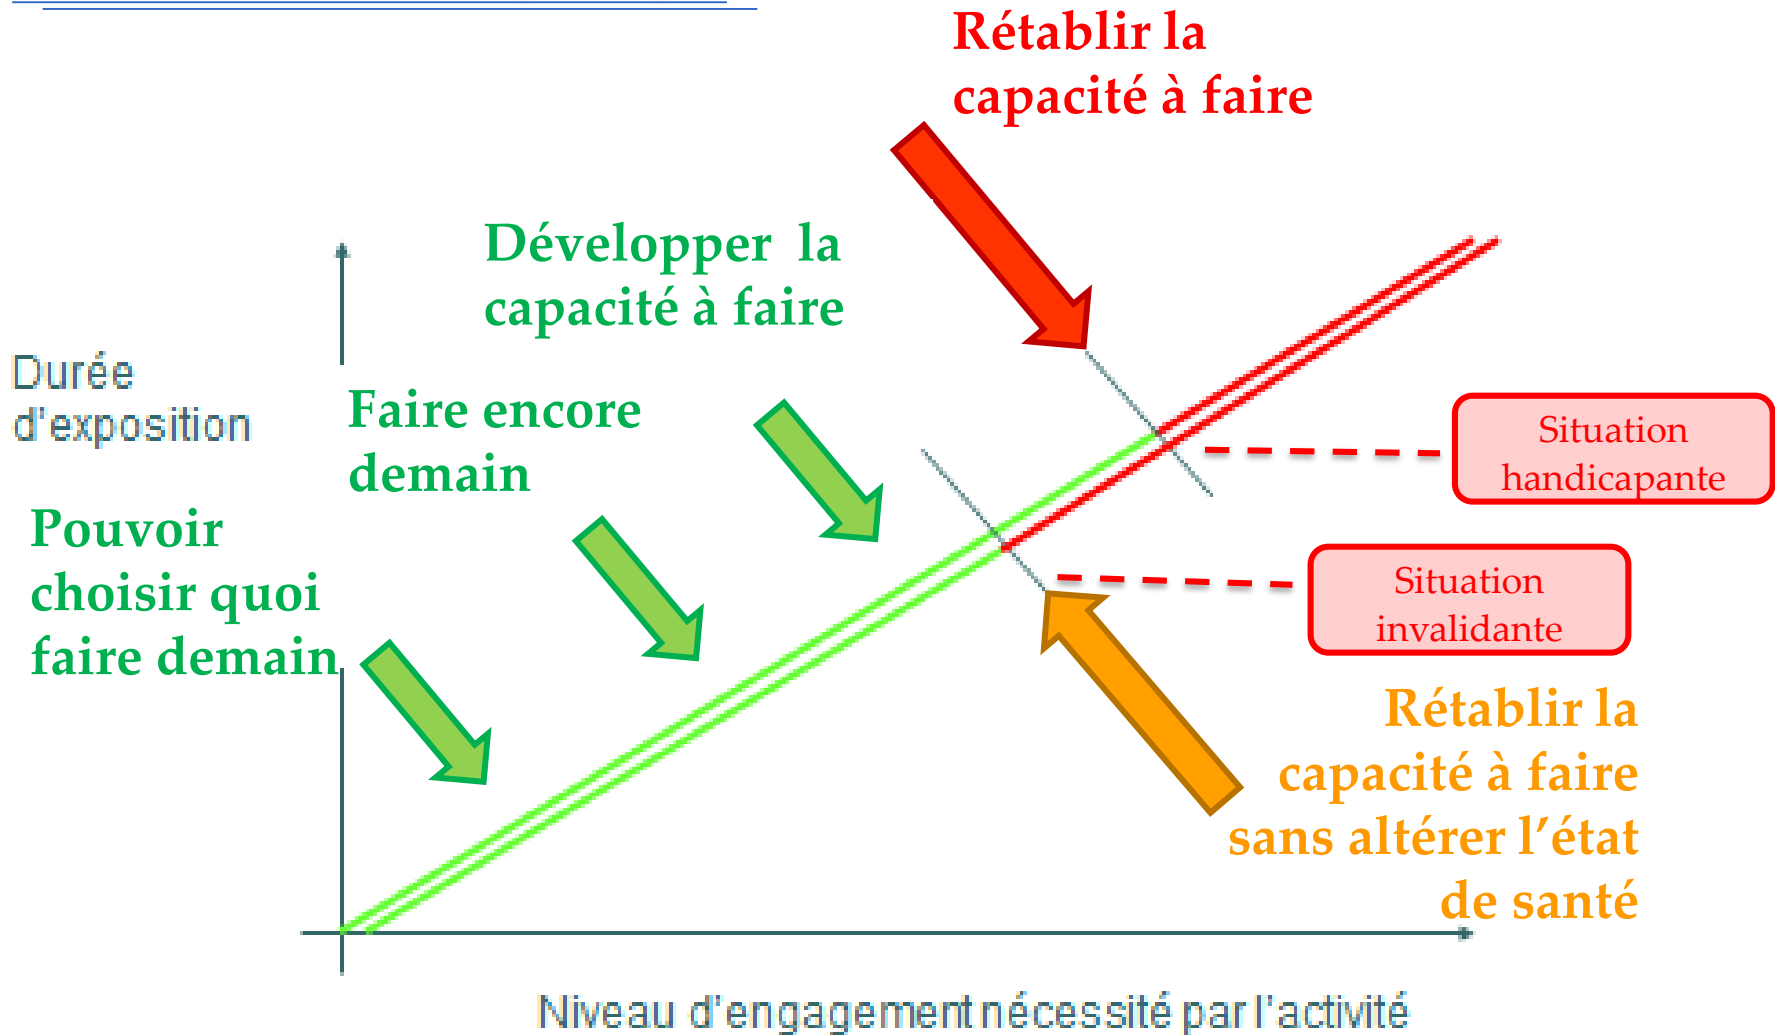 Rétablir la
capacité à faire
Développer la
capacité à faire
Durée
d'exposition
Faire encore
demain
Pouvoir
choisir quoi
faire demain
Situation
handicapante
Situation
invalidante
Rétablir la
capacité à faire
sans altérer l’état
de santé
Niveau d'engagement nécessité par l'activité